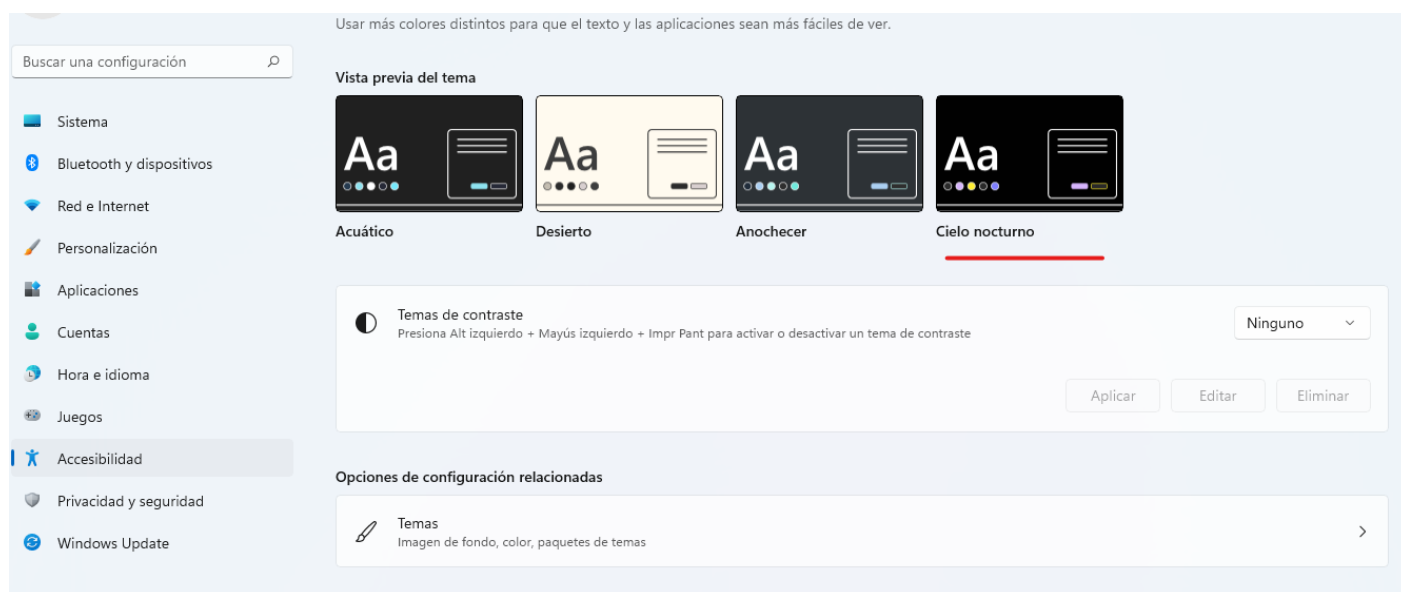 Usar más colores distintos para que el texto y las aplicaciones sean más fáciles de ver.
Buscar una configuración
Sistema
Bluetooth y dispositivos
Red e Internet
Personalización
Aplicaciones
Cuentas
Hora e idioma
Juegos
Accesibilidad
Privacidad y seguridad
Windows Update
Vista previa del tema
Aa
Aa
Aa
Aa
Acuático
Desierto
Anochecer
Cielo nocturno
Temas de contraste
Presiona Alt izquierdo + Mayús izquierdo + Impr Pant para activar o desactivar un tema de contraste
Ninguno
Aplicar
Editar
Eliminar
Opciones de configuración relacionadas
Temas
Imagen de fondo, color, paquetes de temas